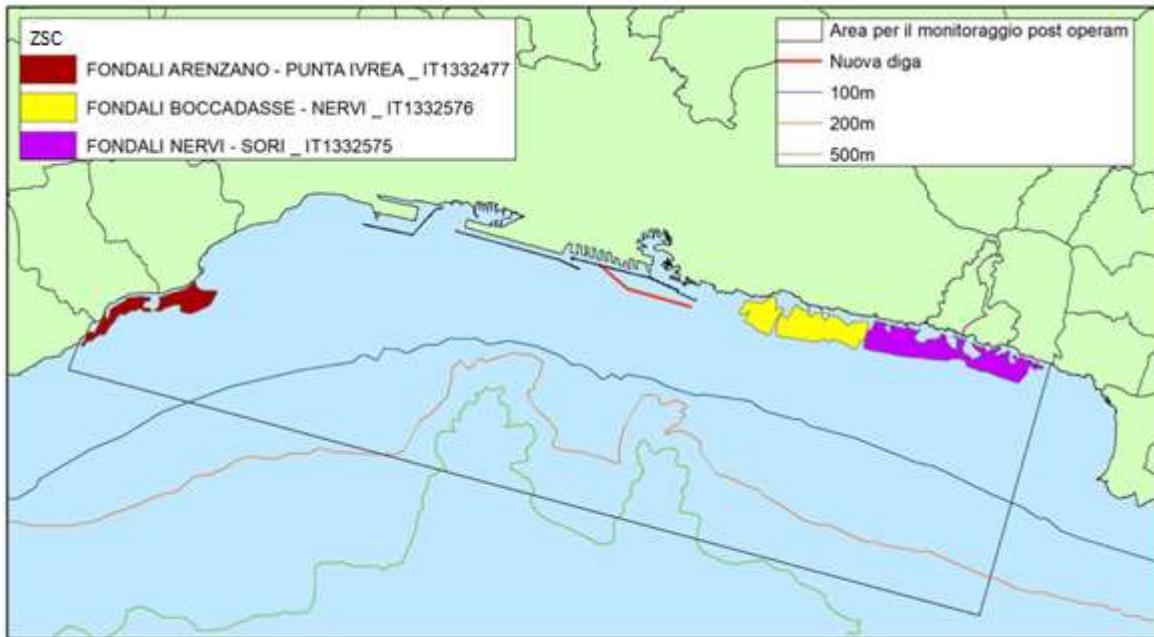 ZSC
FONDALI ARENZANO - PUNTA IVREA _ IT1332477
FONDALI BOCCADASSE - NERVI _ IT1332576
FONDALI NERVI - SORI _ IT1332575
Area per il monitoraggio post operam
Nuova diga
100m
200m
500m